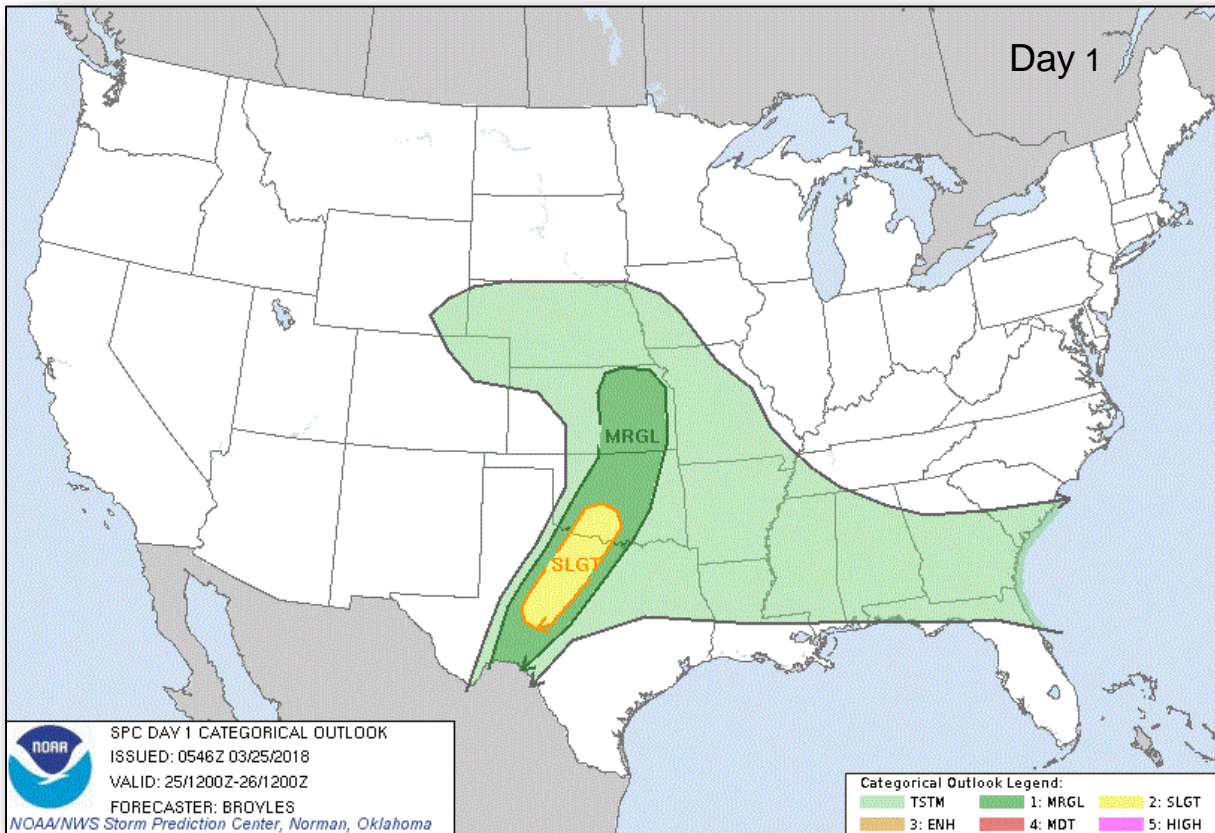 Day 1
MRGL
SLGT
NOAA
SPC DAY 1 CATEGORICAL OUTLOOK
ISSUED: 0546Z 03/25/2018
VALID: 25/1200Z-26/1200Z
FORECASTER: BROYLES
NOAA/NWS Storm Prediction Center, Norman, Oklahoma
Categorical Outlook Legend:
TSTM 1: MRGL 2: SLGT
3: ENH 4: MDT 5: HIGH